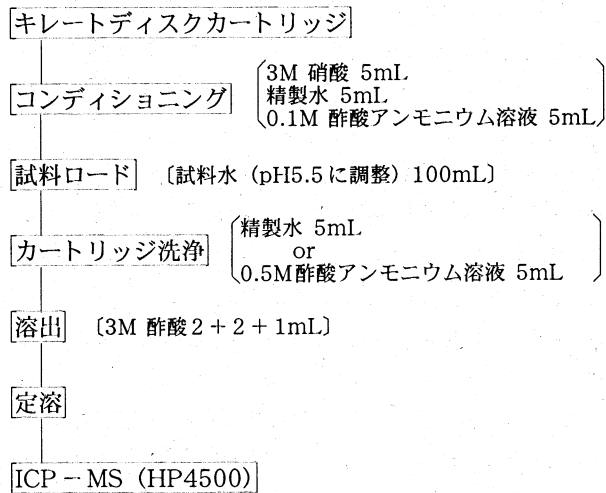 キレートディスクカートリッジ
コンディショニング
3M 硝酸 5mL
精製水 5mL
0.1M 酢酸アンモニウム溶液 5mL
試料ロード 〔試料水（pH5.5に調整）100mL〕
カートリッジ洗浄
精製水 5mL
or
0.5M酢酸アンモニウム溶液 5mL
溶出 〔3M 酢酸2＋2＋1mL〕
定溶
ICP－MS（HP4500）